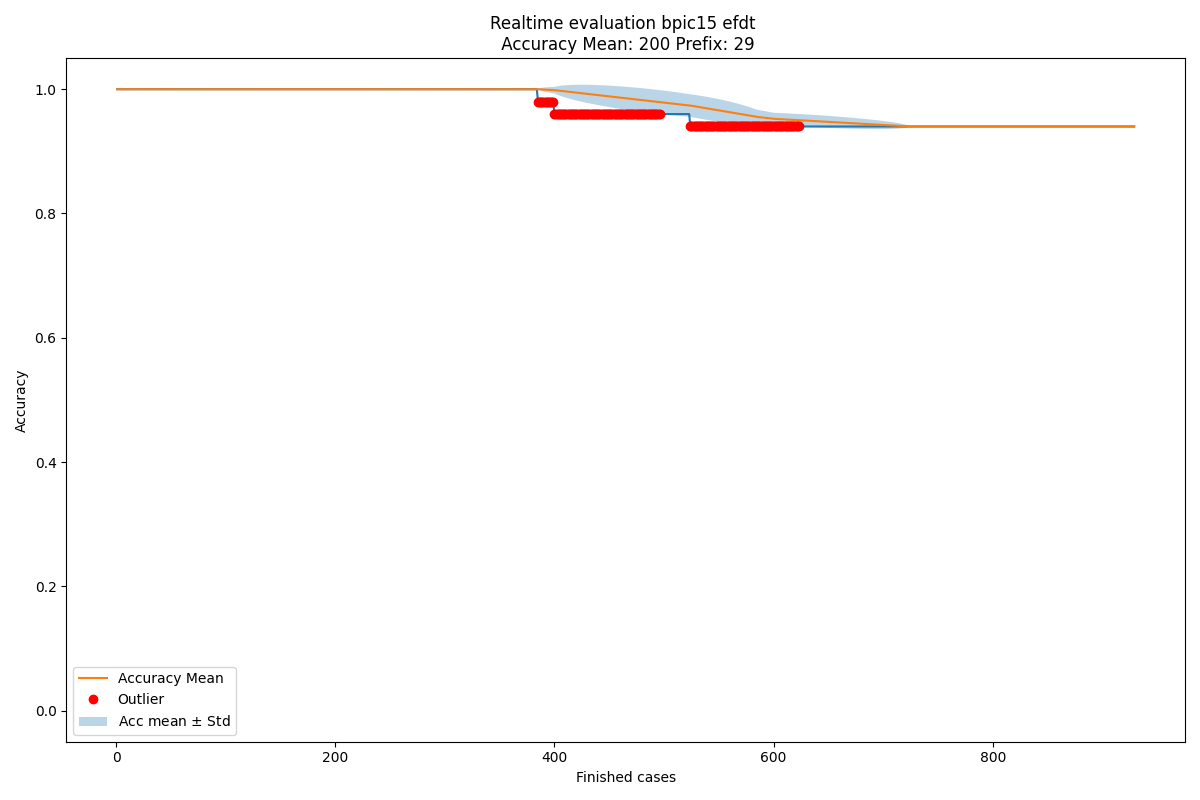 Realtime evaluation bpic15 efdt
Accuracy Mean: 200 Prefix: 29
1.0
0.8
0.6
0.4
0.2
0.0
Accuracy
Accuracy Mean
Outlier
Acc mean ± Std
0
200
400
600
800
Finished cases